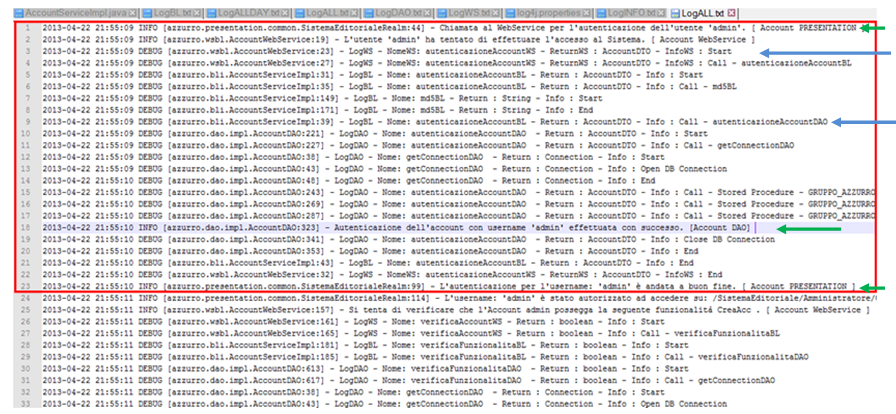 AccountServiceImpl.java LogBL.txt LogALLDAY.txt LogALL.txt LogDAO.txt LogWS.txt log4j.properties LogINFO.txt LogALL.txt
1 2013-04-22 21:55:09 INFO [azzurro.presentation.common.SistemaEditorialeRealm:44] - Chiamata al WebService per l'autenticazione dell'utente 'admin'. [ Account PRESENTATION
2 2013-04-22 21:55:09 INFO [azzurro.wsbl.AccountWebService:19] - L'utente 'admin' ha tentato di effettuare l'accesso al Sistema. [ Account WebService ]
3 2013-04-22 21:55:09 DEBUG [azzurro.wsbl.AccountWebService:23] - LogWS - NomeWS: autenticazioneAccountWS - ReturnWS : AccountDTO - InfoWS : Start
4 2013-04-22 21:55:09 DEBUG [azzurro.wsbl.AccountWebService:27] - LogWS - NomeWS: autenticazioneAccountWS - ReturnWS : AccountDTO - InfoWS : Call - autenticazioneAccountBL
5 2013-04-22 21:55:09 DEBUG [azzurro.bli.AccountServiceImpl:31] - LogBL - Nome: autenticazioneAccountBL - Return : AccountDTO - Info : Start
6 2013-04-22 21:55:09 DEBUG [azzurro.bli.AccountServiceImpl:35] - LogBL - Nome: autenticazioneAccountBL - Return : AccountDTO - Info : Call - md5BL
7 2013-04-22 21:55:09 DEBUG [azzurro.bli.AccountServiceImpl:149] - LogBL - Nome: md5BL - Return : String - Info : Start
8 2013-04-22 21:55:09 DEBUG [azzurro.bli.AccountServiceImpl:171] - LogBL - Nome: md5BL - Return : String - Info : End
9 2013-04-22 21:55:09 DEBUG [azzurro.bli.AccountServiceImpl:39] - LogBL - Nome: autenticazioneAccountBL - Return : AccountDTO - Info : Call - autenticazioneAccountDAO
10 2013-04-22 21:55:09 DEBUG [azzurro.dao.impl.AccountDAO:221] - LogDAO - Nome: autenticazioneAccountDAO - Return : AccountDTO - Info : Start
11 2013-04-22 21:55:09 DEBUG [azzurro.dao.impl.AccountDAO:227] - LogDAO - Nome: autenticazioneAccountDAO - Return : AccountDTO - Info : Call - getConnectionDAO
12 2013-04-22 21:55:09 DEBUG [azzurro.dao.impl.AccountDAO:38] - LogDAO - Nome: getConnectionDAO - Return : Connection - Info : Start
13 2013-04-22 21:55:09 DEBUG [azzurro.dao.impl.AccountDAO:43] - LogDAO - Nome: getConnectionDAO - Return : Connection - Info : Open DB Connection
14 2013-04-22 21:55:10 DEBUG [azzurro.dao.impl.AccountDAO:48] - LogDAO - Nome: getConnectionDAO - Return : Connection - Info : End
15 2013-04-22 21:55:10 DEBUG [azzurro.dao.impl.AccountDAO:243] - LogDAO - Nome: autenticazioneAccountDAO - Return : AccountDTO - Info : Call - Stored Procedure - GRUPPO_AZZURRO
16 2013-04-22 21:55:10 DEBUG [azzurro.dao.impl.AccountDAO:269] - LogDAO - Nome: autenticazioneAccountDAO - Return : AccountDTO - Info : Call - Stored Procedure - GRUPPO_AZZURRO
17 2013-04-22 21:55:10 DEBUG [azzurro.dao.impl.AccountDAO:287] - LogDAO - Nome: autenticazioneAccountDAO - Return : AccountDTO - Info : Call - Stored Procedure - GRUPPO_AZZURRO
18 2013-04-22 21:55:10 INFO [azzurro.dao.impl.AccountDAO:323] - Autenticazione dell'account con username 'admin' effettuata con successo. [Account DAO]
19 2013-04-22 21:55:10 DEBUG [azzurro.dao.impl.AccountDAO:341] - LogDAO - Nome: autenticazioneAccountDAO - Return : AccountDTO - Info : Close DB Connection
20 2013-04-22 21:55:10 DEBUG [azzurro.dao.impl.AccountDAO:353] - LogDAO - Nome: autenticazioneAccountDAO - Return : AccountDTO - Info : End
21 2013-04-22 21:55:10 DEBUG [azzurro.bli.AccountServiceImpl:43] - LogBL - Nome: autenticazioneAccountBL - Return : AccountDTO - Info : End
22 2013-04-22 21:55:10 DEBUG [azzurro.wsbl.AccountWebService:32] - LogWS - NomeWS: autenticazioneAccountWS - ReturnWS : AccountDTO - InfoWS : End
23 2013-04-22 21:55:10 INFO [azzurro.presentation.common.SistemaEditorialeRealm:99] - L'autenticazione per l'username: 'admin' è andata a buon fine. [ Account PRESENTATION ]
24 2013-04-22 21:55:11 INFO [azzurro.presentation.common.SistemaEditorialeRealm:114] - L'username: 'admin' è stato autorizzato ad accedere su: /SistemaEditoriale/Amministratore/
25 2013-04-22 21:55:11 INFO [azzurro.wsbl.AccountWebService:157] - Si tenta di verificare che l'Account admin possegga la seguente funzionalità CreaAcc . [ Account WebService ]
26 2013-04-22 21:55:11 DEBUG [azzurro.wsbl.AccountWebService:161] - LogWS - Nome: verificaAccountWS - Return : boolean - Info : Start
27 2013-04-22 21:55:11 DEBUG [azzurro.wsbl.AccountWebService:165] - LogWS - Nome: verificaAccountWS - Return : boolean - Info : Call - verificaFunzionalitaBL
28 2013-04-22 21:55:11 DEBUG [azzurro.bli.AccountServiceImpl:181] - LogBL - Nome: verificaFunzionalitaBL - Return : boolean - Info : Start
29 2013-04-22 21:55:11 DEBUG [azzurro.bli.AccountServiceImpl:185] - LogBL - Nome: verificaFunzionalitaBL - Return : boolean - Info : Call - verificaFunzionalitaDAO
30 2013-04-22 21:55:11 DEBUG [azzurro.dao.impl.AccountDAO:613] - LogDAO - Nome: verificaFunzionalitaDAO - Return : boolean - Info : Start
31 2013-04-22 21:55:11 DEBUG [azzurro.dao.impl.AccountDAO:617] - LogDAO - Nome: verificaFunzionalitaDAO - Return : boolean - Info : Call - getConnectionDAO
32 2013-04-22 21:55:11 DEBUG [azzurro.dao.impl.AccountDAO:38] - LogDAO - Nome: getConnectionDAO - Return : Connection - Info : Start
33 2013-04-22 21:55:11 DEBUG [azzurro.dao.impl.AccountDAO:43] - LogDAO - Nome: getConnectionDAO - Return : Connection - Info : Open DB Connection